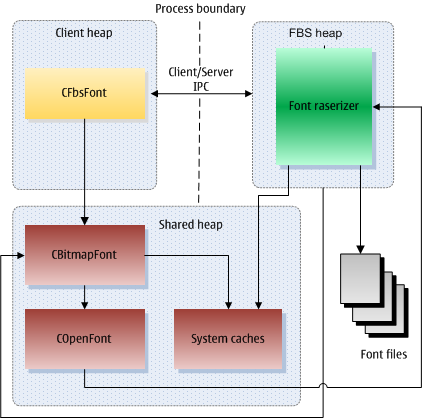 Process boundary
Client heap
FBS heap
CFbsFont
Client/Server
IPC
Font raserizer
Shared heap
CBitmapFont
COpenFont
System caches
Font files